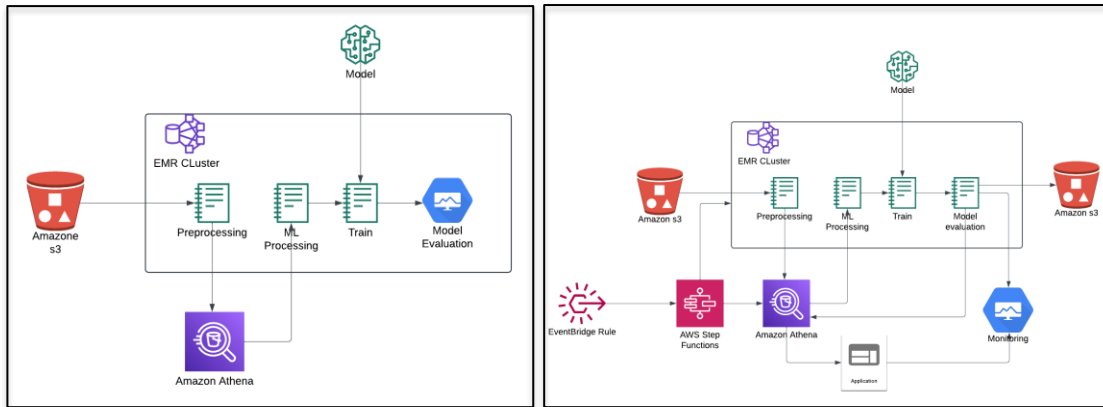 Model
EMR CLuster
Amazone
s3
Preprocessing
ML
Processing
Train
Model
Evaluation
Amazon Athena
Model
EMR CLuster
Amazon s3
Preprocessing
ML Processing
Train
Model
evaluation
Amazon s3
EventBridge Rule
AWS Step
Functions
Amazon Athena
Application
Monitoring